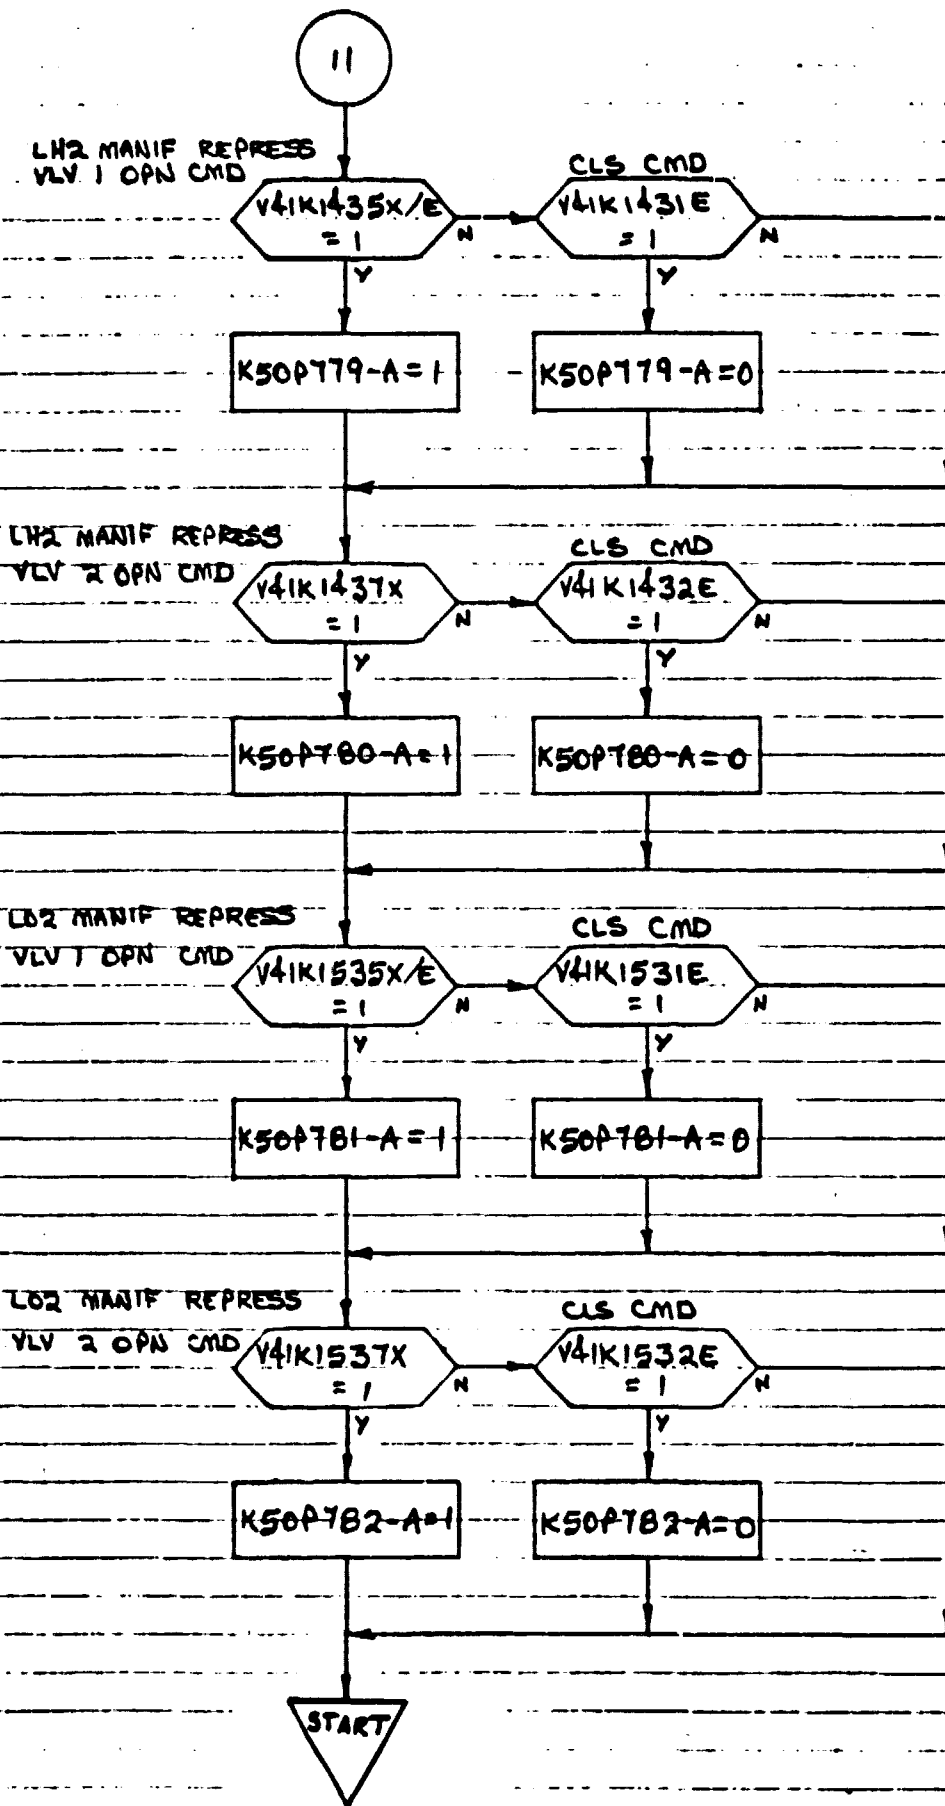 11
LH2 MANIF REPRESS
VLV 1 OPN CMD
V41K1435X/E
= 1
N
Y
CLS CMD
V41K1431E
= 1
N
Y
K50P779-A=1
K50P779-A=0
LH2 MANIF REPRESS
VLV 2 OPN CMD
V41K1437X
= 1
N
Y
CLS CMD
V41K1432E
= 1
N
Y
K50P780-A=1
K50P780-A=0
LO2 MANIF REPRESS
VLV 1 OPN CMD
V41K1535X/E
= 1
N
Y
CLS CMD
V41K1531E
= 1
N
Y
K50P781-A=1
K50P781-A=0
LO2 MANIF REPRESS
VLV 2 OPN CMD
V41K1537X
= 1
N
Y
CLS CMD
V41K1532E
= 1
N
Y
K50P782-A=1
K50P782-A=0
START